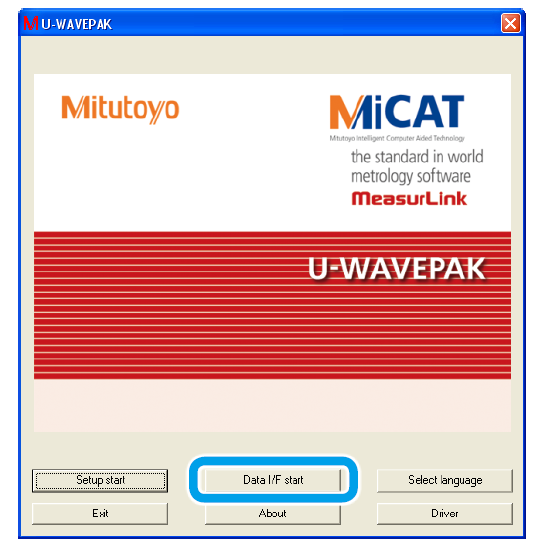 U-WAVEPAK
Mitutoyo
MiCAT
Mitutoyo Intelligent Computer Aided Technology
the standard in world
metrology software
MeasurLink
U-WAVEPAK
Setup start
Data I/F start
Select language
Exit
About
Driver